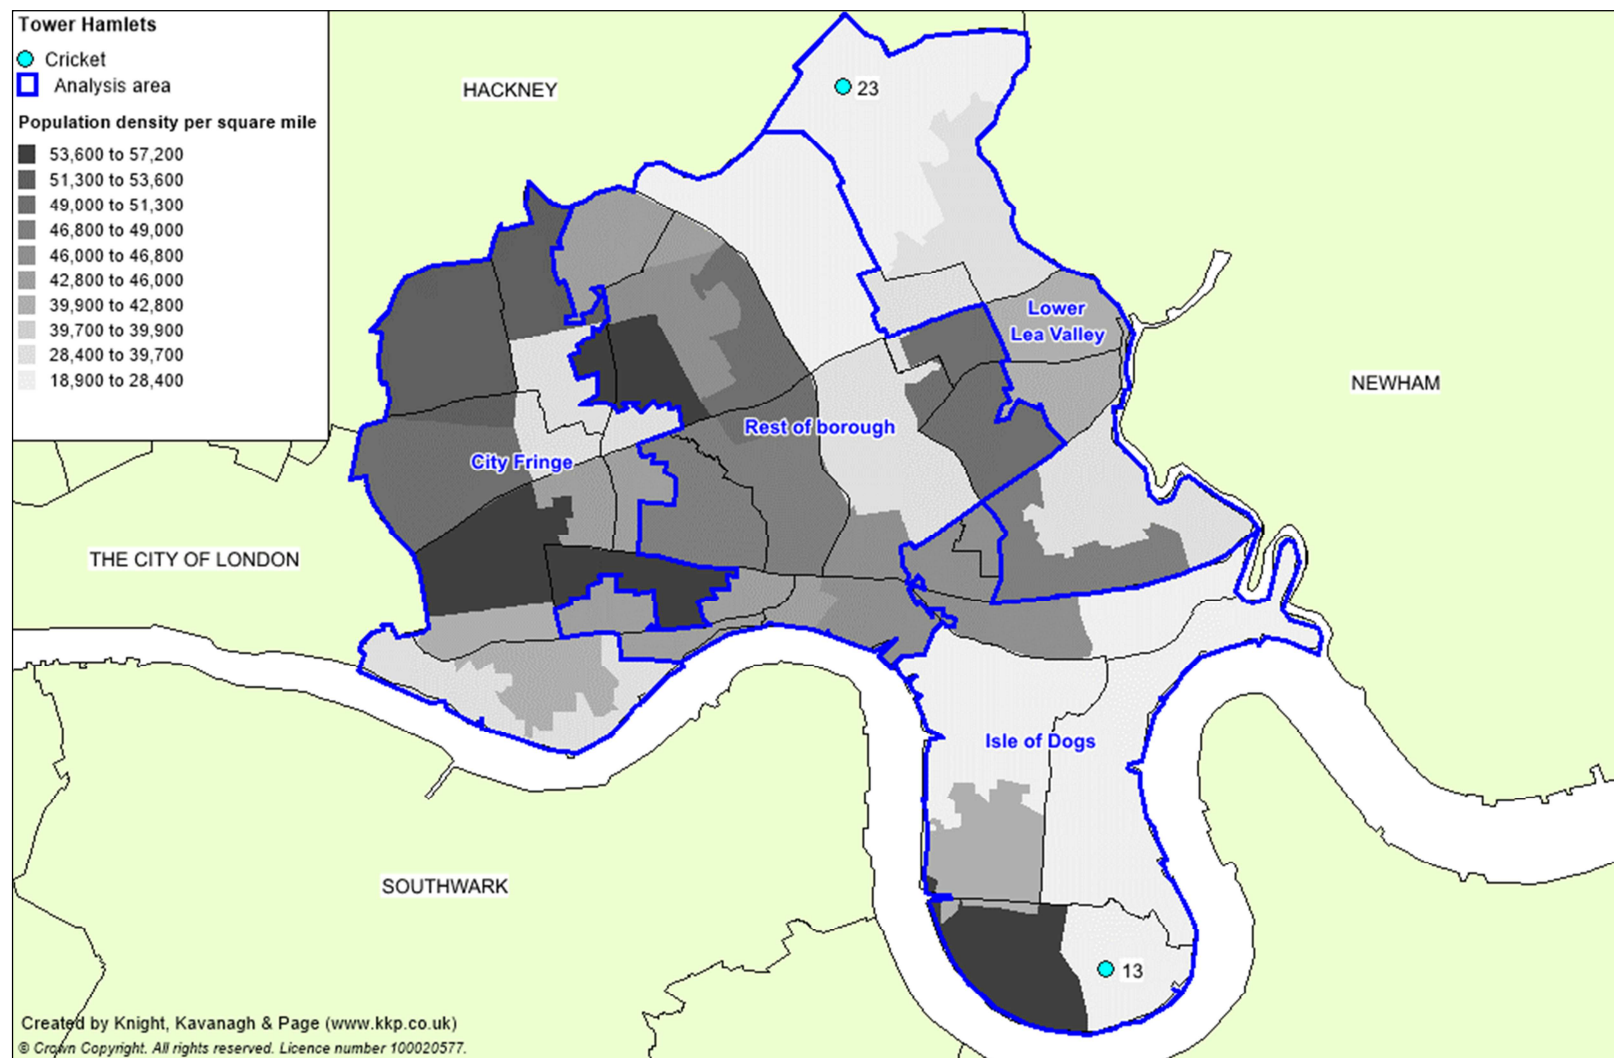 Tower Hamlets
Cricket
Analysis area
Population density per square mile
53,600 to 57,200
51,300 to 53,600
49,000 to 51,300
46,800 to 49,000
46,000 to 46,800
42,800 to 46,000
39,900 to 42,800
39,700 to 39,900
28,400 to 39,700
18,900 to 28,400
HACKNEY
23
Lower
Lea Valley
NEWHAM
Rest of borough
City Fringe
THE CITY OF LONDON
Isle of Dogs
SOUTHWARK
13
Created by Knight, Kavanagh & Page (www.kkp.co.uk)
© Crown Copyright. All rights reserved. Licence number 100020577.